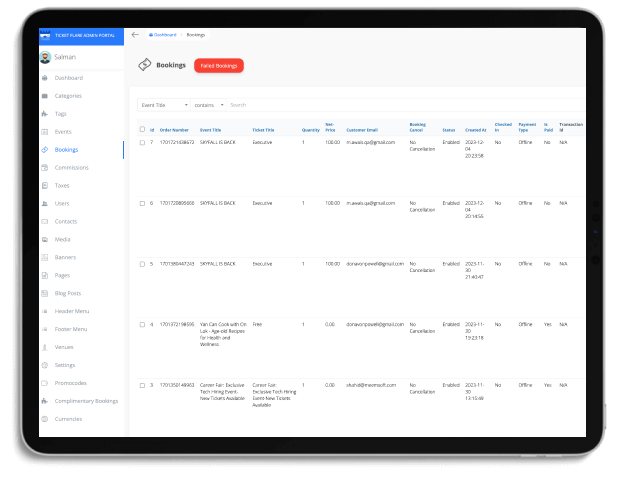 TICKET FLARE ADMIN PORTAL
Dashboard Bookings
Salman
Bookings
Failed Bookings
Dashboard
Categories
Tags
Events
Bookings
Commissions
Taxes
Users
Contacts
Media
Banners
Pages
Blog Posts
Header Menu
Footer Menu
Venues
Settings
Promocodes
Complimentary Bookings
Currencies
Event Title contains Search
Id Order Number Event Title Ticket Title Quantity Net-Price Customer Email Booking Cancel Status Created At Checked In Payment Type Is Paid Transaction Id
7 1701721438672 SKYFALL IS BACK Executive 1 100.00 m.awais.qa@gmail.com No Cancellation Enabled 2023-12-04 20:23:58 No Offline No N/A
6 SKYFALL IS BACK Executive 1 100.00 m.awais.qa@gmail.com No Cancellation Enabled 2023-12-04 20:14:55 No Offline No N/A
5 1701380447243 SKYFALL IS BACK Executive 1 100.00 donavonpowell@gmail.com No Cancellation Enabled 2023-11-30 21:40:47 No Offline No N/A
4 1701372198595 Yan Can Cook with On Luk - Age-old Recipes for Health and Wellness Free 1 0.00 donavonpowell@gmail.com No Cancellation Enabled 2023-11-30 19:23:18 No Offline Yes N/A
3 1701350149963 Career Fair: Exclusive Tech Hiring Event- New Tickets Available Career Fair: Exclusive Tech Hiring Event-New Tickets Available 1 0.00 No Cancellation Enabled 2023-11-30 13:15:49 No Offline Yes N/A